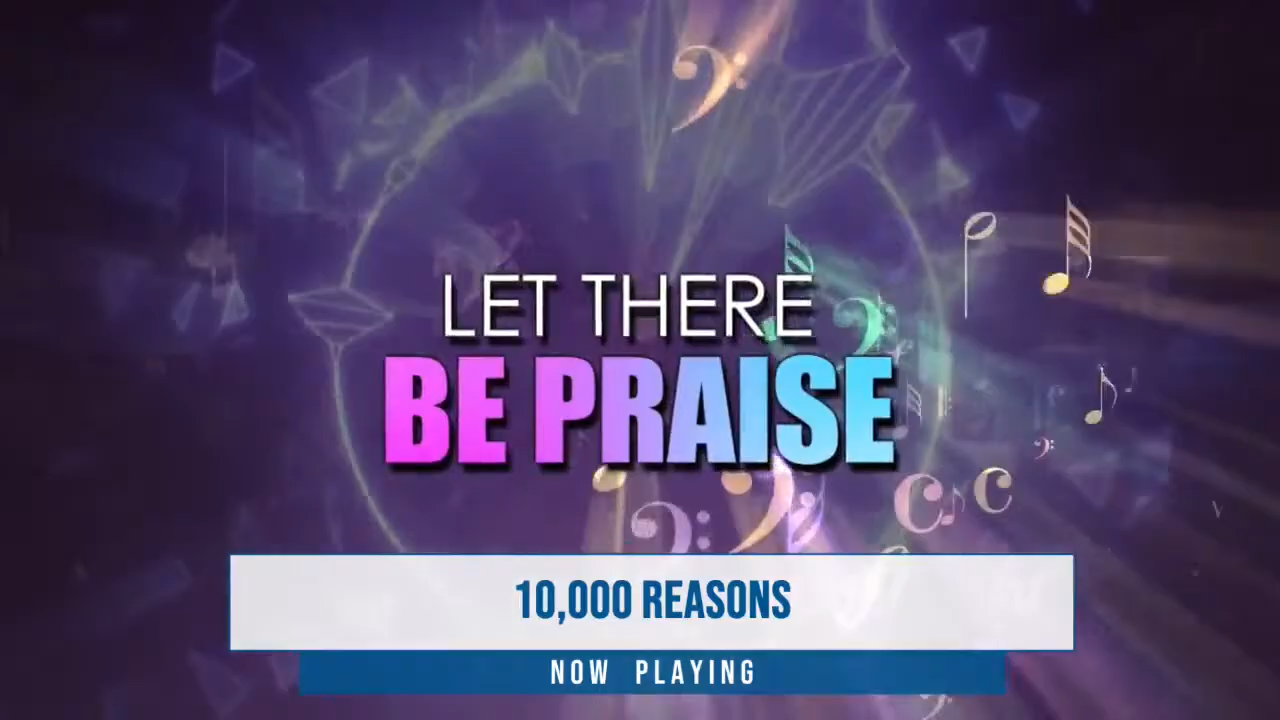 LET THERE
BE PRAISE
10,000 REASONS
NOW PLAYING